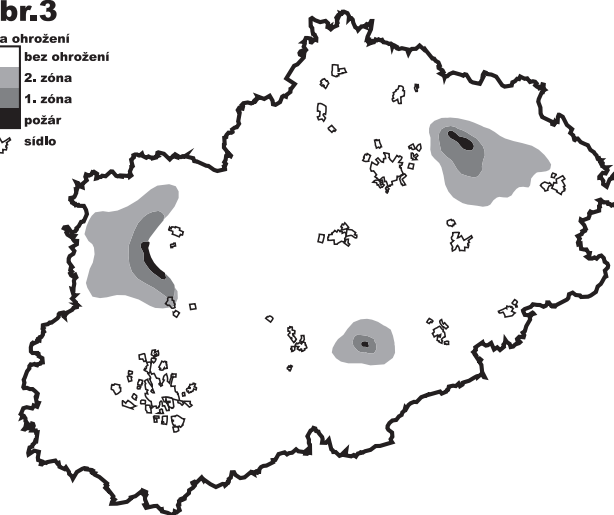 br.3
a ohrožení
bez ohrožení
2. zóna
1. zóna
požár
sídlo